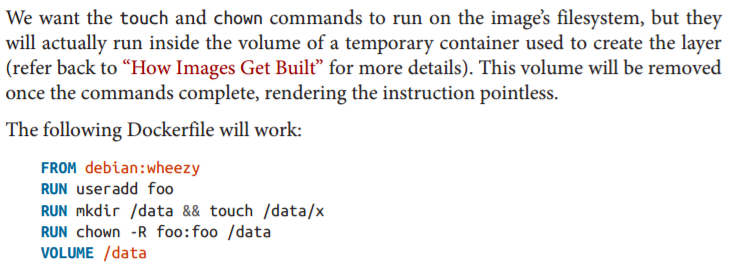 We want the touch and chown commands to run on the image’s filesystem, but they
will actually run inside the volume of a temporary container used to create the layer
(refer back to “How Images Get Built” for more details). This volume will be removed
once the commands complete, rendering the instruction pointless.
The following Dockerfile will work:
FROM debian:wheezy
RUN useradd foo
RUN mkdir /data && touch /data/x
RUN chown -R foo:foo /data
VOLUME /data